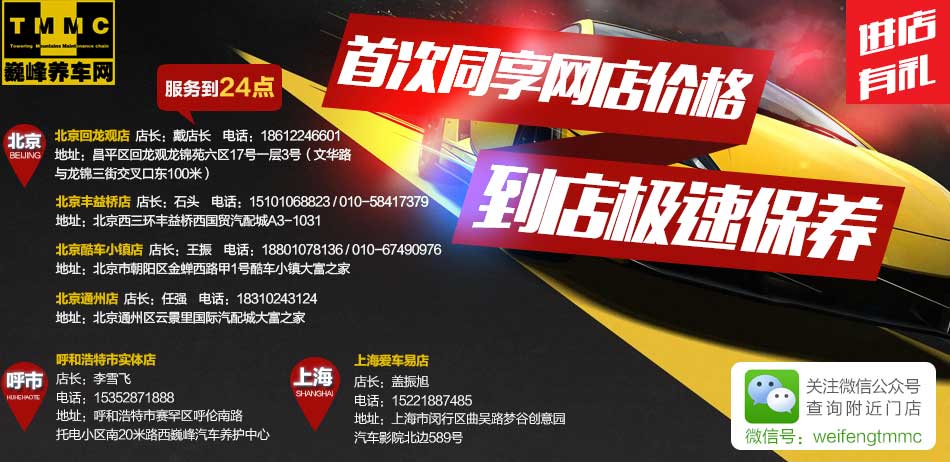 TMMC
Towering Mountains Maintenance chain
巍峰养车网
服务到24点
首次同享网店价格
到店极速保养
进店
有礼
北京
BEIJING
北京回龙观店 店长：戴店长 电话：18612246601
地址：昌平区回龙观龙锦苑六区17号一层3号（文华路
与龙锦三街交叉口东100米）
北京丰益桥店 店长：石头 电话：15101068823 / 010-58417379
地址：北京西三环丰益桥西国贸汽配城A3-1031
北京酷车小镇店 店长：王振 电话：18801078136 / 010-67490976
地址：北京市朝阳区金蝉西路甲1号酷车小镇大富之家
北京通州店 店长：任强 电话：18310243124
地址：北京通州区云景里国际汽配城大富之家
呼市
HUHEHAOTE
呼和浩特市实体店
店长：李雪飞
电话：15352871888
地址：呼和浩特市赛罕区呼伦南路
托电小区南20米路西巍峰汽车养护中心
上海
SHANGHAI
上海爱车易店
店长：盖振旭
电话：15221887485
地址：上海市闵行区曲吴路梦谷创意园
汽车影院北边589号
关注微信公众号
查询附近门店
微信号：weifengtmmc